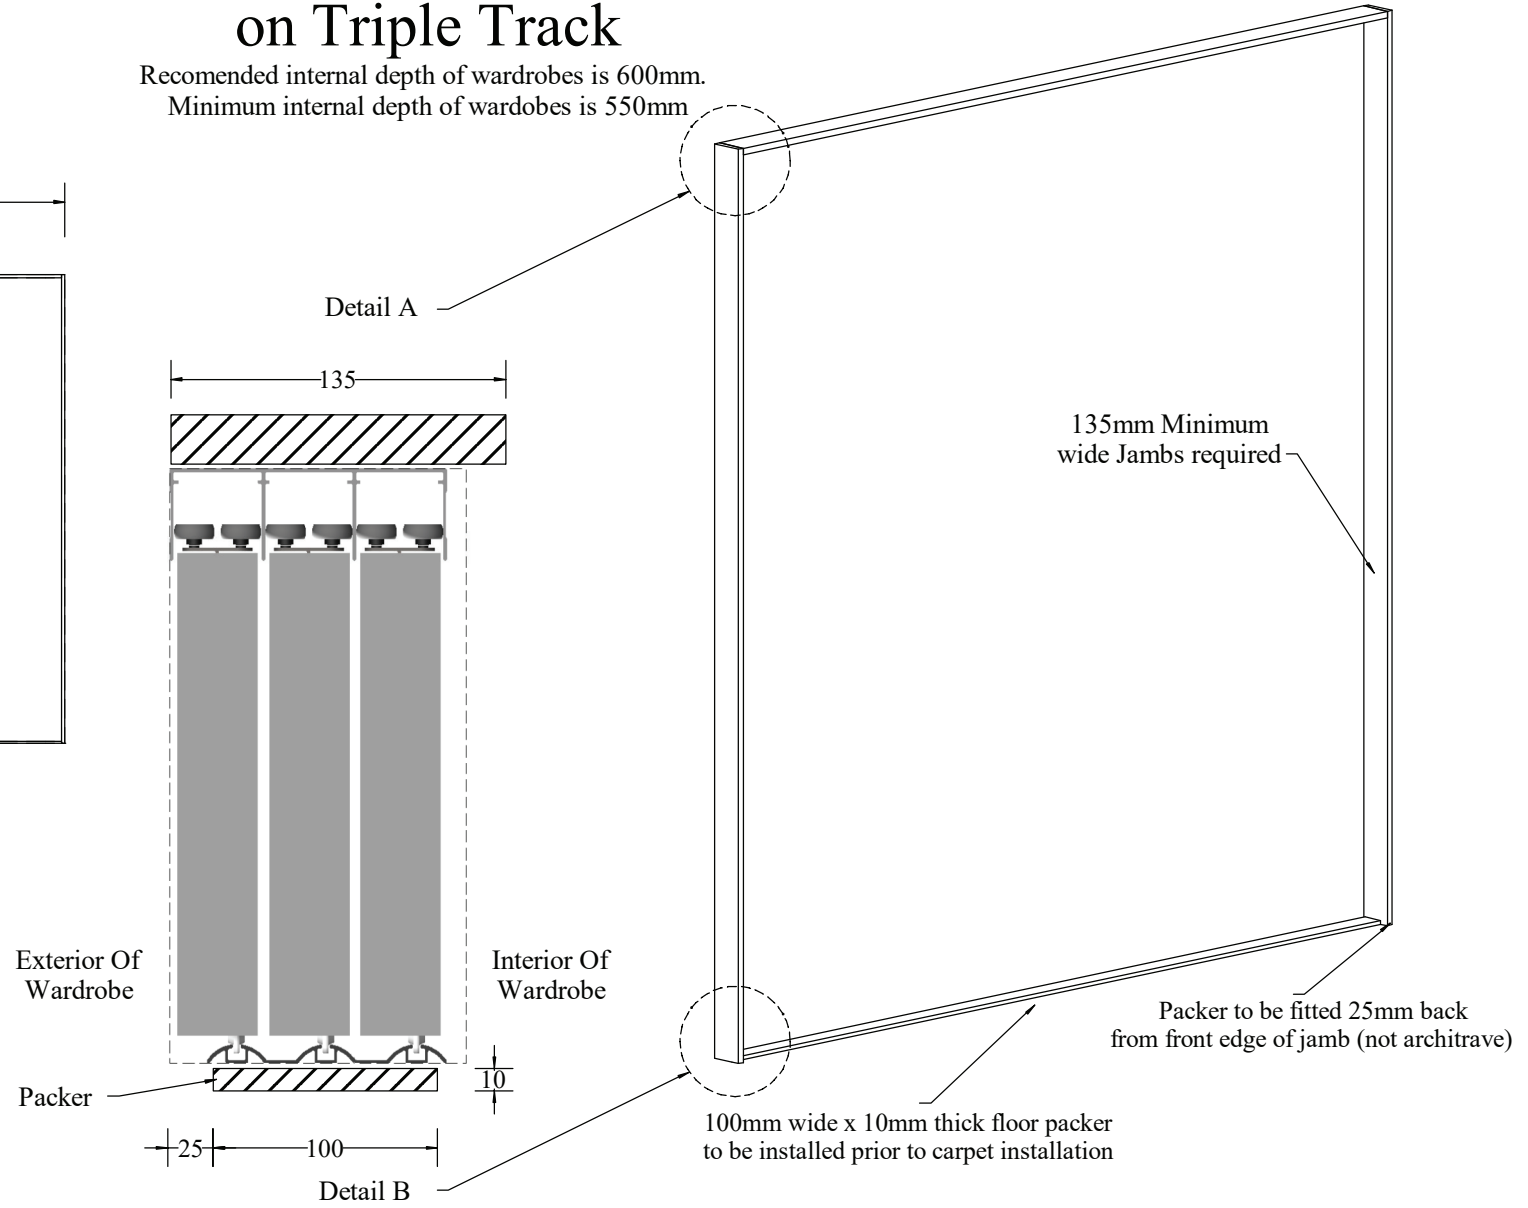 on Triple Track
Recomended internal depth of wardrobes is 600mm.
Minimum internal depth of wardobes is 550mm
Detail A
135
135mm Minimum
wide Jambs required
Exterior Of
Wardrobe
Interior Of
Wardrobe
Packer to be fitted 25mm back
from front edge of jamb (not architrave)
Packer
10
100mm wide x 10mm thick floor packer
to be installed prior to carpet installation
25
100
Detail B